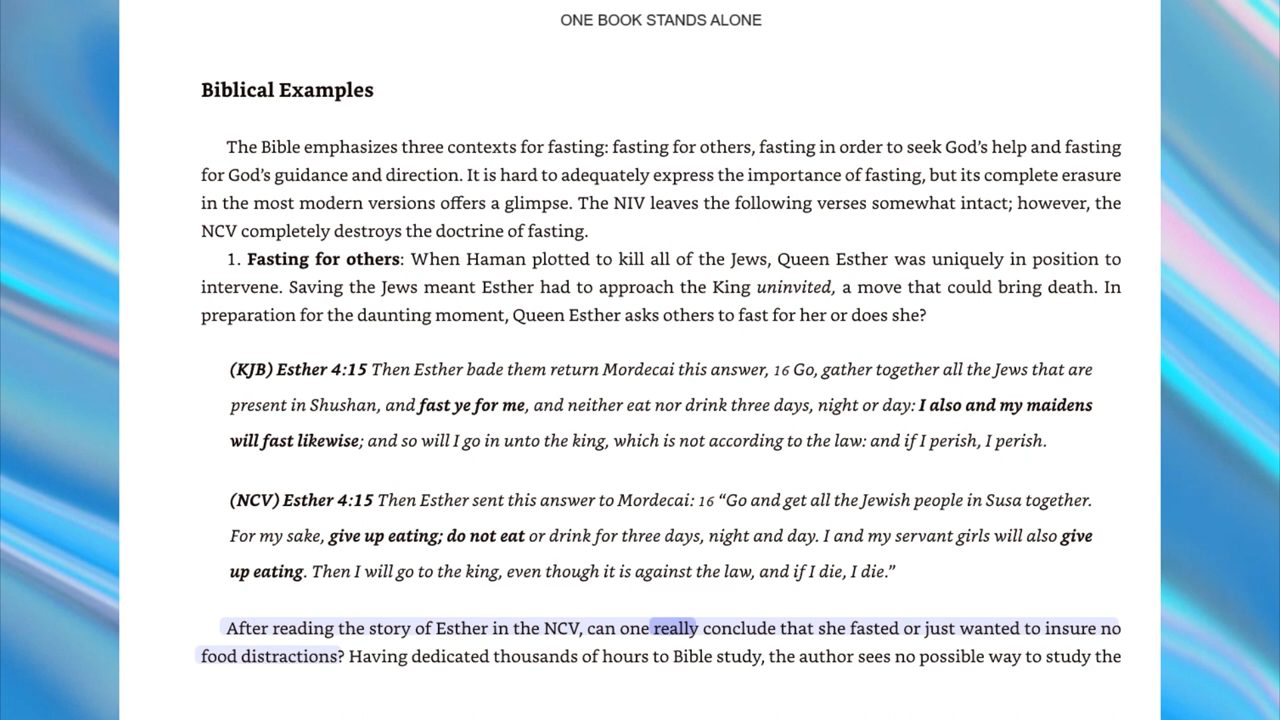 ONE BOOK STANDS ALONE
Biblical Examples
The Bible emphasizes three contexts for fasting: fasting for others, fasting in order to seek God’s help and fasting
for God’s guidance and direction. It is hard to adequately express the importance of fasting, but its complete erasure
in the most modern versions offers a glimpse. The NIV leaves the following verses somewhat intact; however, the
NCV completely destroys the doctrine of fasting.
1. Fasting for others: When Haman plotted to kill all of the Jews, Queen Esther was uniquely in position to
intervene. Saving the Jews meant Esther had to approach the King uninvited, a move that could bring death. In
preparation for the daunting moment, Queen Esther asks others to fast for her or does she?
(KJB) Esther 4:15 Then Esther bade them return Mordecai this answer, 16 Go, gather together all the Jews that are
present in Shushan, and fast ye for me, and neither eat nor drink three days, night or day: I also and my maidens
will fast likewise; and so will I go in unto the king, which is not according to the law: and if I perish, I perish.
(NCV) Esther 4:15 Then Esther sent this answer to Mordecai: 16 “Go and get all the Jewish people in Susa together.
For my sake, give up eating; do not eat or drink for three days, night and day. I and my servant girls will also give
up eating. Then I will go to the king, even though it is against the law, and if I die, I die.”
After reading the story of Esther in the NCV, can one really conclude that she fasted or just wanted to insure no
food distractions? Having dedicated thousands of hours to Bible study, the author sees no possible way to study the